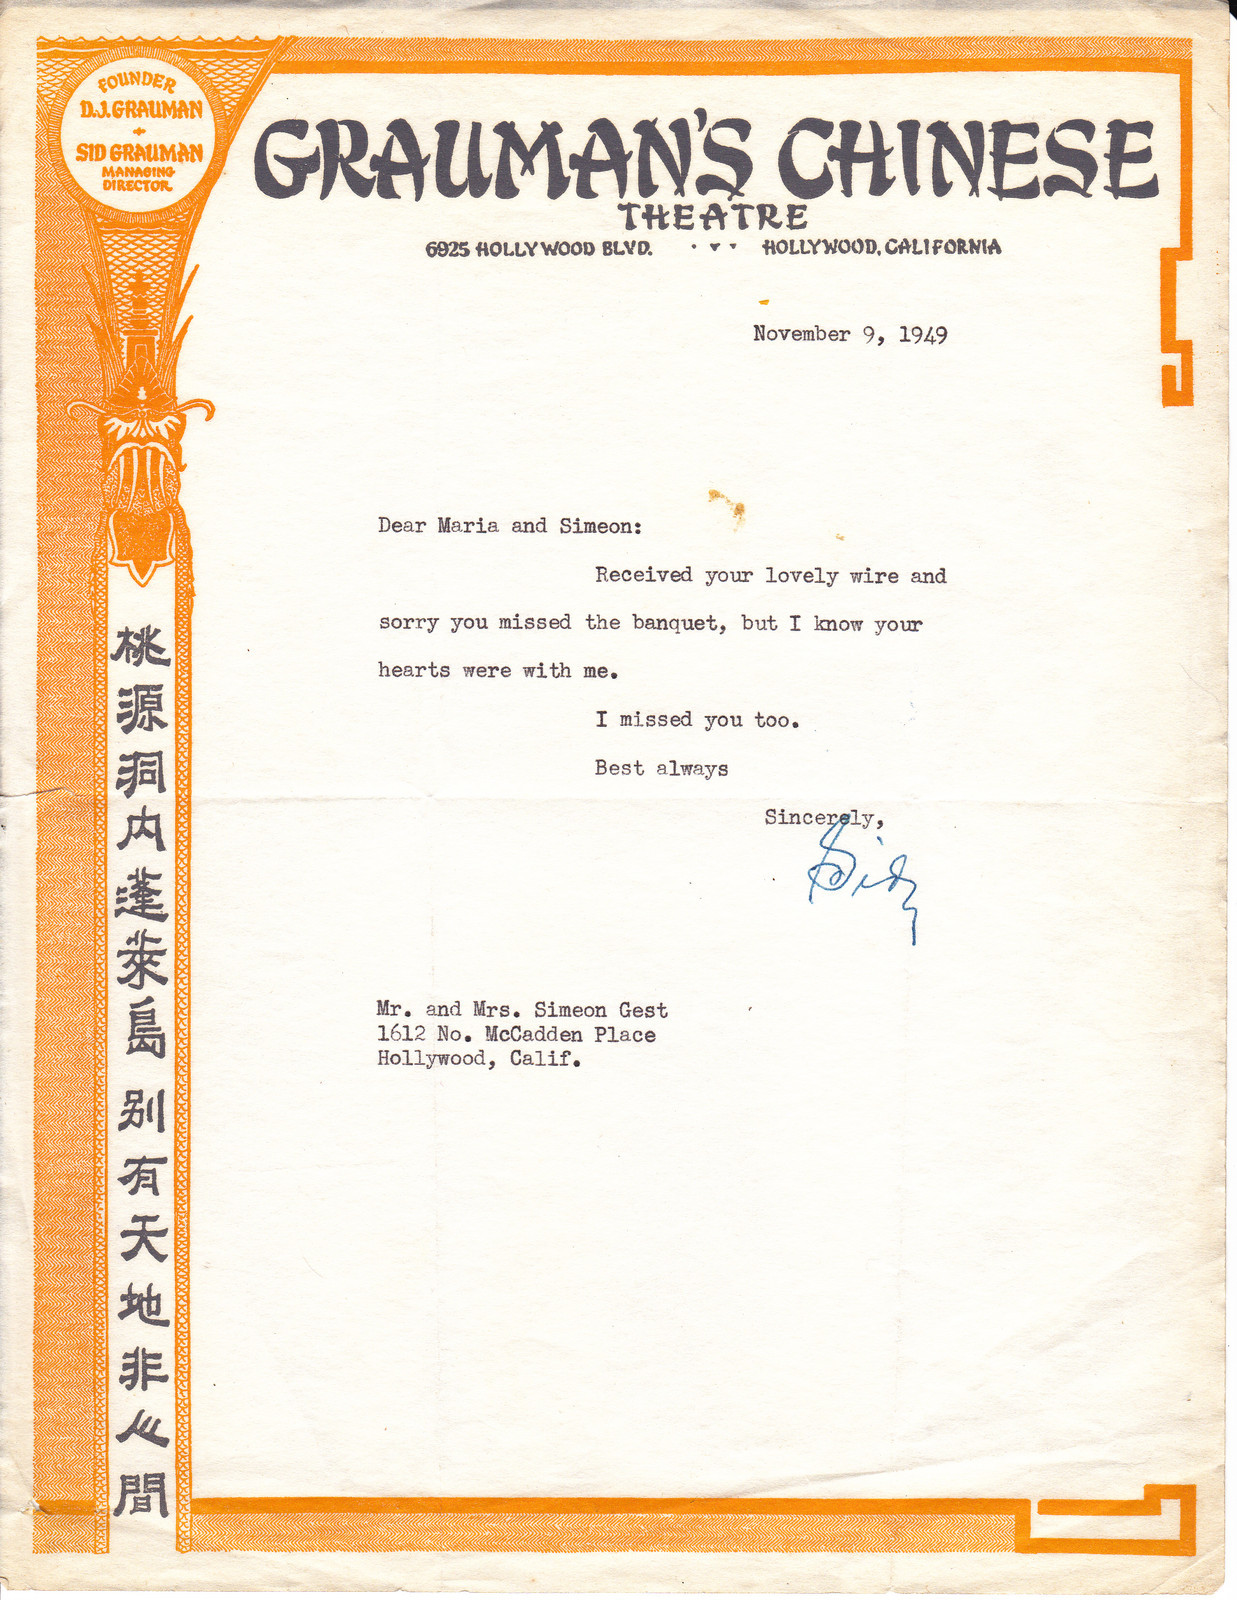 FOUNDER
D.J. GRAUMAN
+
SID GRAUMAN
MANAGING
DIRECTOR
GRAUMAN'S CHINESE
THEATRE
6925 HOLLYWOOD BLVD. HOLLYWOOD, CALIFORNIA
November 9, 1949
Dear Maria and Simeon:
Received your lovely wire and
sorry you missed the banquet, but I know your
hearts were with me.
I missed you too.
Best always
Sincerely,
Sid
Mr. and Mrs. Simeon Gest
1612 No. McCadden Place
Hollywood, Calif.
桃源洞内蓬萊島別有天地非心間